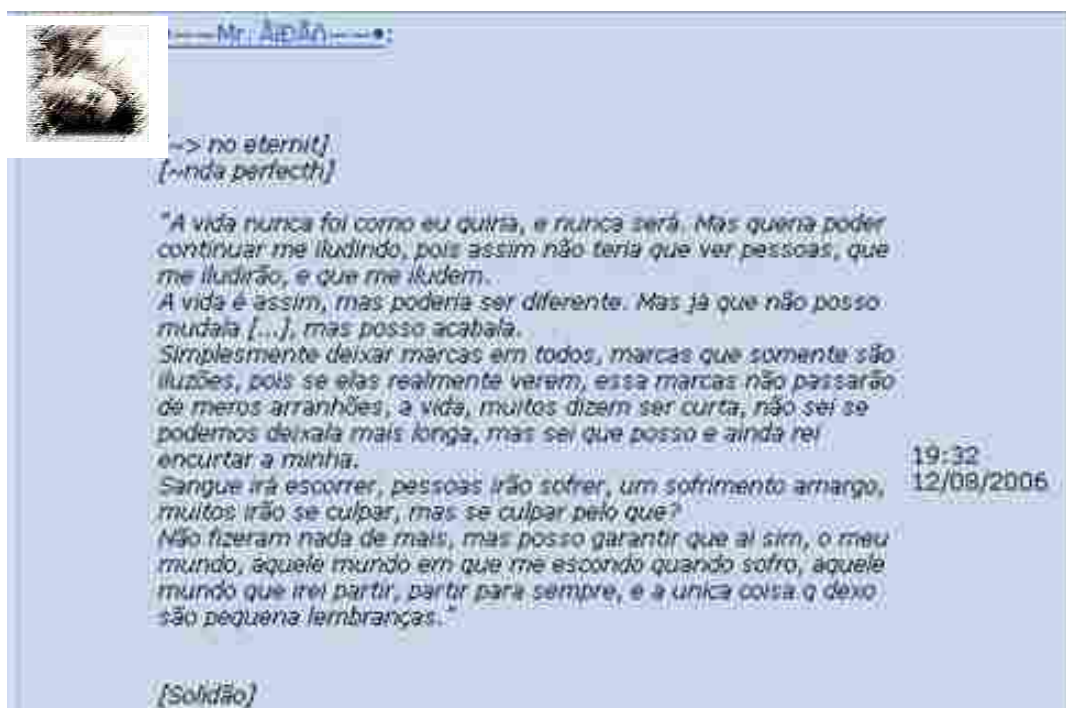 [~> no eternit]
[~nda perfecth]
"A vida nunca foi como eu quiria, e nunca será. Mas queria poder
continuar me iludindo, pois assim não teria que ver pessoas, que
me iludirão, e que me iludem.
A vida é assim, mas poderia ser diferente. Mas já que não posso
mudala [...], mas posso acabala.
Simplesmente deixar marcas em todos, marcas que somente são
iluzões, pois se elas realmente verem, essa marcas não passarão
de meros arranhões, a vida, muitos dizem ser curta, não sei se
podemos deixala mais longa, mas sei que posso e ainda rei
encurtar a minha.
19:32
12/08/2006
Sangue irá escorrer, pessoas irão sofrer, um sofrimento amargo,
muitos irão se culpar, mas se culpar pelo que?
Não fizeram nada de mais, mas posso garantir que ai sim, o meu
mundo, aquele mundo em que me escondo quando sofro, aquele
mundo que irei partir, partir para sempre, e a unica coisa q dexo
são pequena lembranças."
[Solidão]